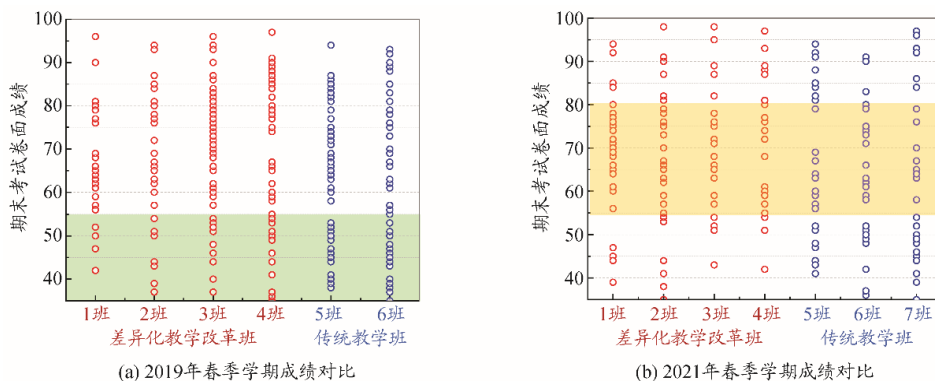 期末考试卷面成绩
100
90
80
70
60
50
40
1班 2班 3班 4班 5班 6班
差异化教学改革班 传统教学班
(a) 2019年春季学期成绩对比
期末考试卷面成绩
100
90
80
70
60
50
40
1班 2班 3班 4班 5班 6班 7班
差异化教学改革班 传统教学班
(b) 2021年春季学期成绩对比